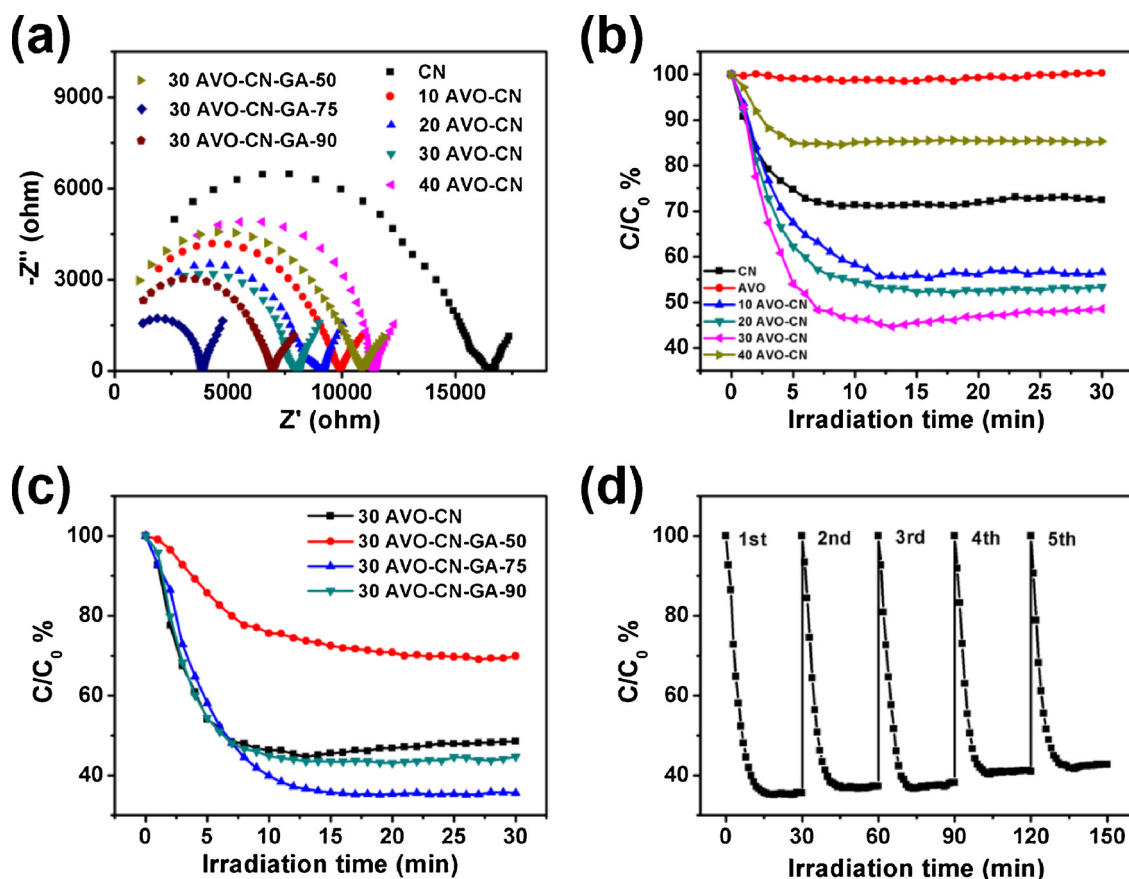 (a)
30 AVO-CN-GA-50
30 AVO-CN-GA-75
30 AVO-CN-GA-90
CN
10 AVO-CN
20 AVO-CN
30 AVO-CN
40 AVO-CN
9000
6000
3000
0
-Z'' (ohm)
5000
10000
15000
Z' (ohm)
(b)
100
90
80
70
60
50
40
C/C0 %
CN
AVO
10 AVO-CN
20 AVO-CN
30 AVO-CN
40 AVO-CN
0 5 10 15 20 25 30
Irradiation time (min)
(c)
30 AVO-CN
30 AVO-CN-GA-50
30 AVO-CN-GA-75
30 AVO-CN-GA-90
100
80
60
40
C/C0 %
0 5 10 15 20 25 30
Irradiation time (min)
(d)
1st 2nd 3rd 4th 5th
100
80
60
40
C/C0 %
0 30 60 90 120 150
Irradiation time (min)